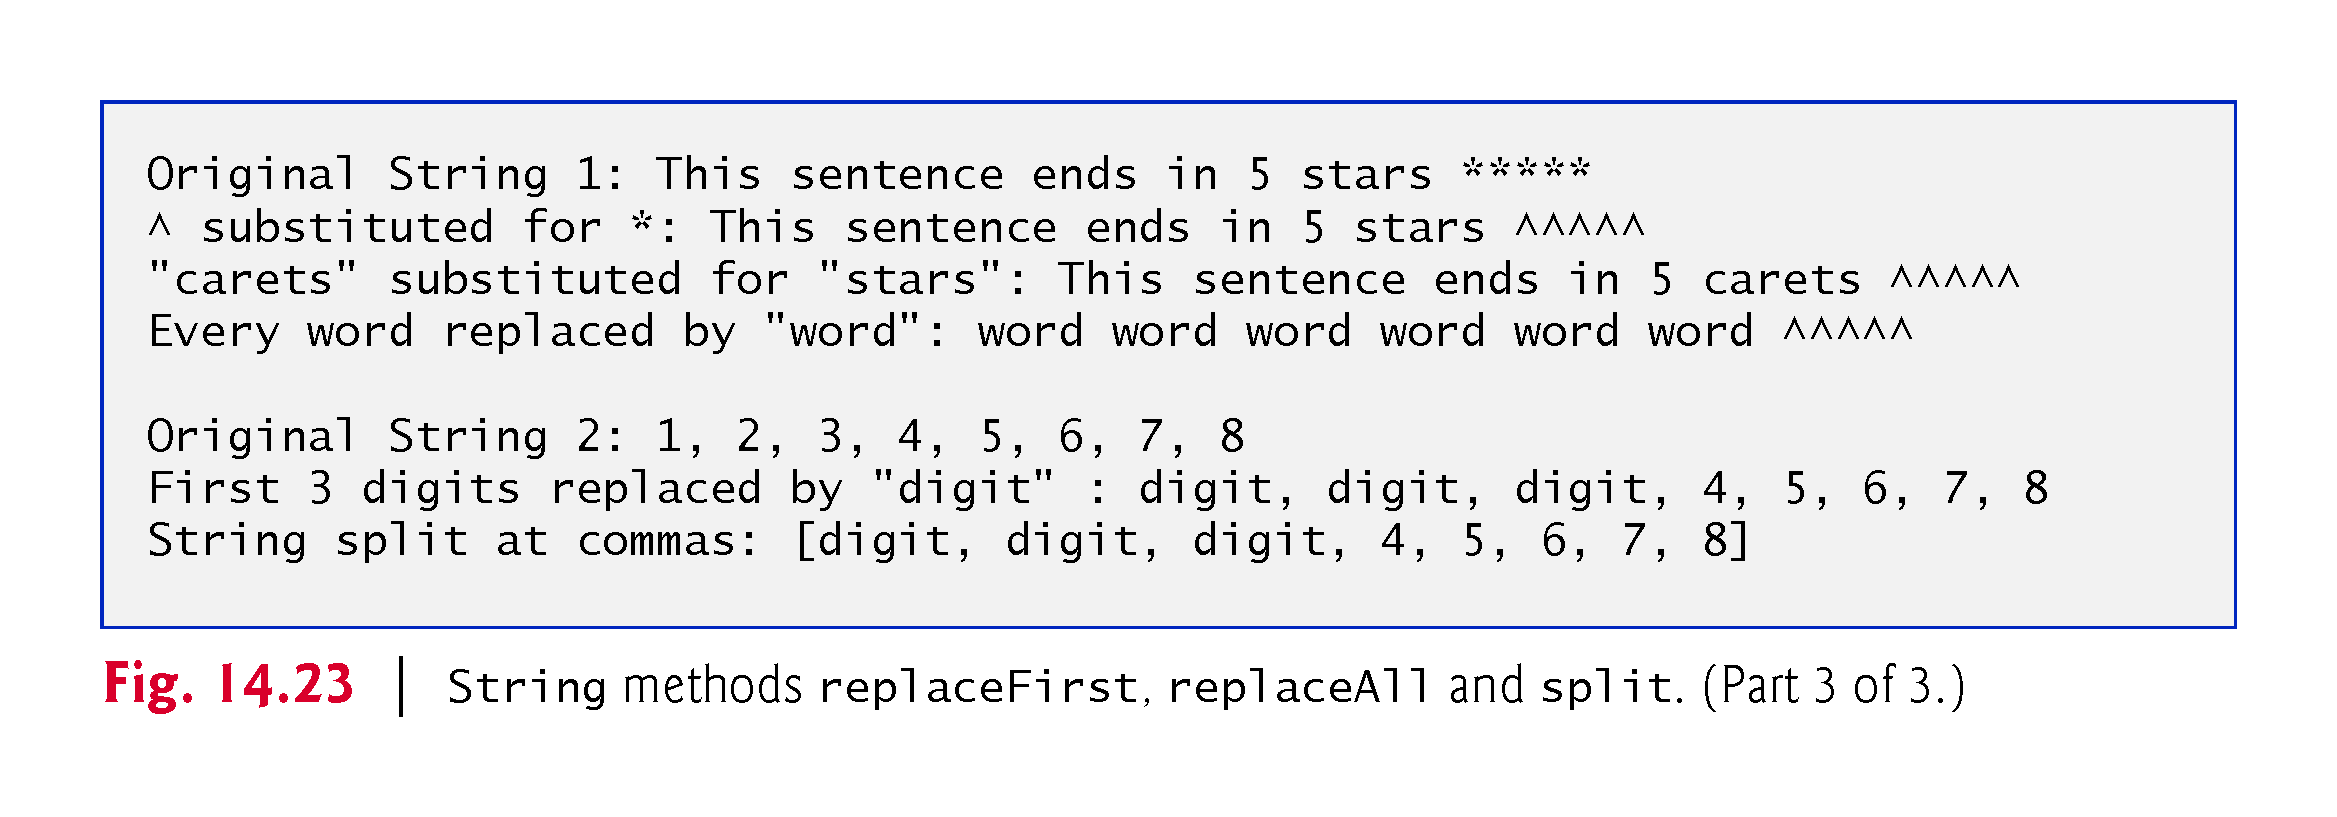 Original String 1: This sentence ends in 5 stars *****
^ substituted for *: This sentence ends in 5 stars ^^^^^
"carets" substituted for "stars": This sentence ends in 5 carets ^^^^^
Every word replaced by "word": word word word word word word ^^^^^
Original String 2: 1, 2, 3, 4, 5, 6, 7, 8
First 3 digits replaced by "digit" : digit, digit, digit, 4, 5, 6, 7, 8
String split at commas: [digit, digit, digit, 4, 5, 6, 7, 8]
Fig. 14.23 | String methods replaceFirst, replaceAll and split. (Part 3 of 3.)